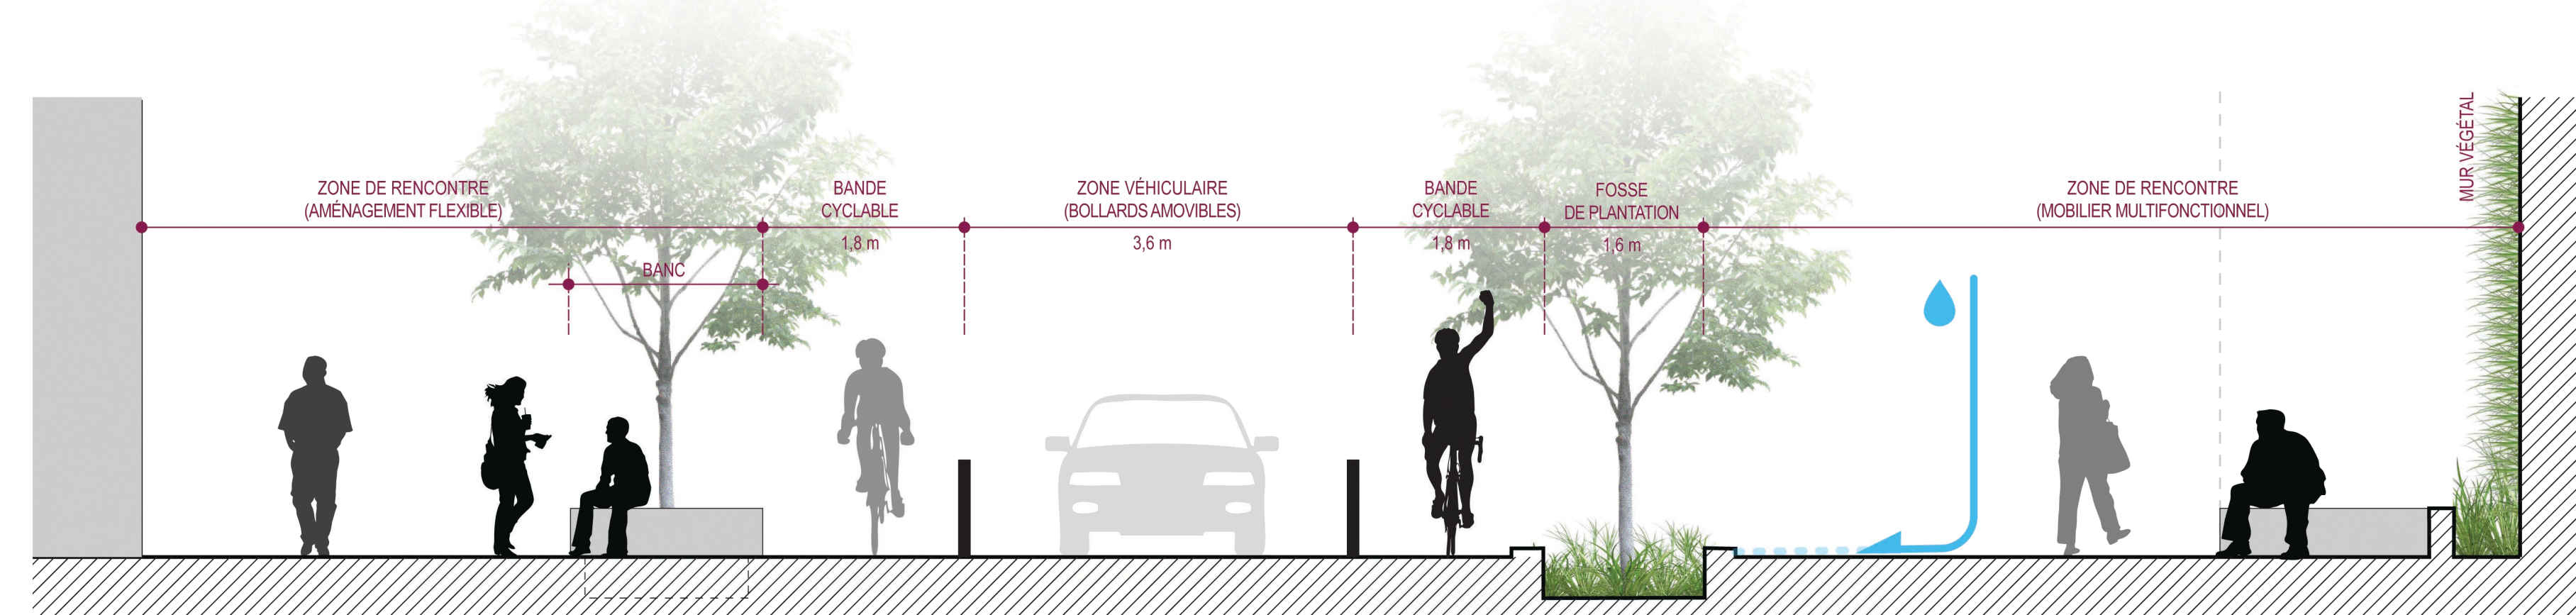 ZONE DE RENCONTRE
(AMÉNAGEMENT FLEXIBLE)
BANC
BANDE
CYCLABLE
1,8 m
ZONE VÉHICULAIRE
(BOLLARDS AMOVIBLES)
3,6 m
BANDE
CYCLABLE
1,8 m
FOSSE
DE PLANTATION
1,6 m
ZONE DE RENCONTRE
(MOBILIER MULTIFONCTIONNEL)
MUR VÉGÉTAL